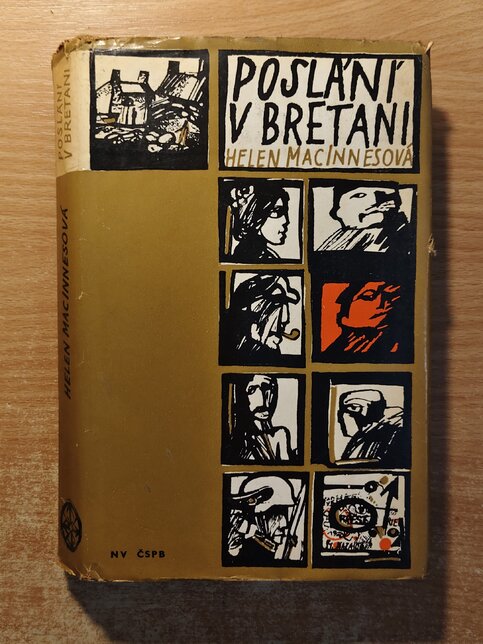 POSLÁNÍ
V BRETANI
HELEN MACINNESOVÁ
POSLÁNÍ
V BRETANI
HELEN MACINNESOVÁ
NV ČSPB